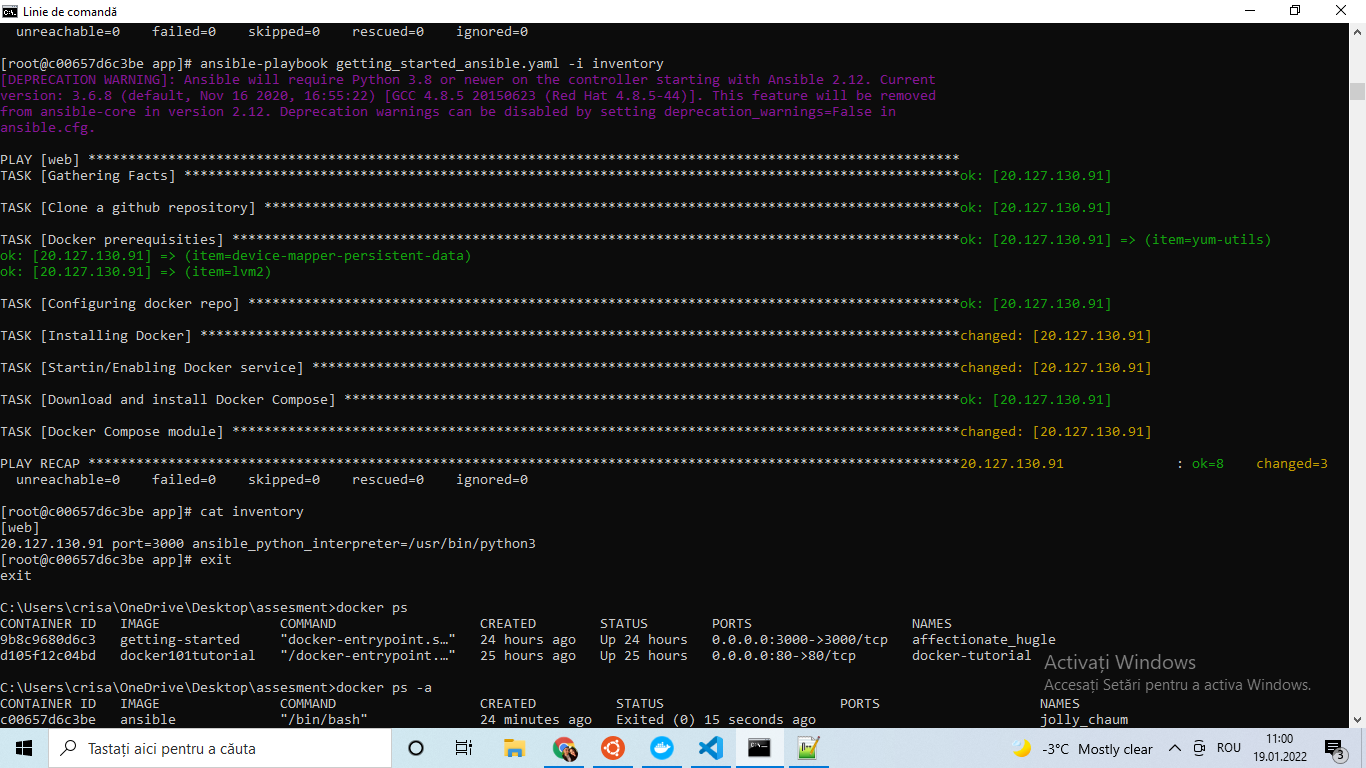 Linie de comandă
unreachable=0    failed=0    skipped=0    rescued=0    ignored=0
[root@c00657d6c3be app]# ansible-playbook getting_started_ansible.yaml -i inventory
[DEPRECATION WARNING]: Ansible will require Python 3.8 or newer on the controller starting with Ansible 2.12. Current
version: 3.6.8 (default, Nov 16 2020, 16:55:22) [GCC 4.8.5 20150623 (Red Hat 4.8.5-44)]. This feature will be removed
from ansible-core in version 2.12. Deprecation warnings can be disabled by setting deprecation_warnings=False in
ansible.cfg.
PLAY [web] *************************************************************************************************************
TASK [Gathering Facts] *************************************************************************************************ok: [20.127.130.91]
TASK [Clone a github repository] ***************************************************************************************ok: [20.127.130.91]
TASK [Docker prerequisities] *******************************************************************************************ok: [20.127.130.91] => (item=yum-utils)
ok: [20.127.130.91] => (item=device-mapper-persistent-data)
ok: [20.127.130.91] => (item=lvm2)
TASK [Configuring docker repo] *****************************************************************************************ok: [20.127.130.91]
TASK [Installing Docker] ***********************************************************************************************changed: [20.127.130.91]
TASK [Startin/Enabling Docker service] *********************************************************************************changed: [20.127.130.91]
TASK [Download and install Docker Compose] *****************************************************************************ok: [20.127.130.91]
TASK [Docker Compose module] *******************************************************************************************changed: [20.127.130.91]
PLAY RECAP *************************************************************************************************************20.127.130.91              : ok=8    changed=3
unreachable=0    failed=0    skipped=0    rescued=0    ignored=0
[root@c00657d6c3be app]# cat inventory
[web]
20.127.130.91 port=3000 ansible_python_interpreter=/usr/bin/python3
[root@c00657d6c3be app]# exit
exit
C:\Users\crisa\OneDrive\Desktop\assesment>docker ps
CONTAINER ID   IMAGE               COMMAND                  CREATED        STATUS        PORTS                    NAMES
9b8c9680d6c3   getting-started     "docker-entrypoint.s…"   24 hours ago   Up 24 hours   0.0.0.0:3000->3000/tcp   affectionate_hugle
d105f12c04bd   docker101tutorial   "/docker-entrypoint.…"   25 hours ago   Up 25 hours   0.0.0.0:80->80/tcp       docker-tutorial
Activați Windows
Accesați Setări pentru a activa Windows.
C:\Users\crisa\OneDrive\Desktop\assesment>docker ps -a
CONTAINER ID   IMAGE               COMMAND                  CREATED          STATUS                      PORTS                    NAMES
c00657d6c3be   ansible             "/bin/bash"              24 minutes ago   Exited (0) 15 seconds ago                            jolly_chaum
Tastați aici pentru a căuta
-3°C Mostly clear
ROU
11:00
19.01.2022
3